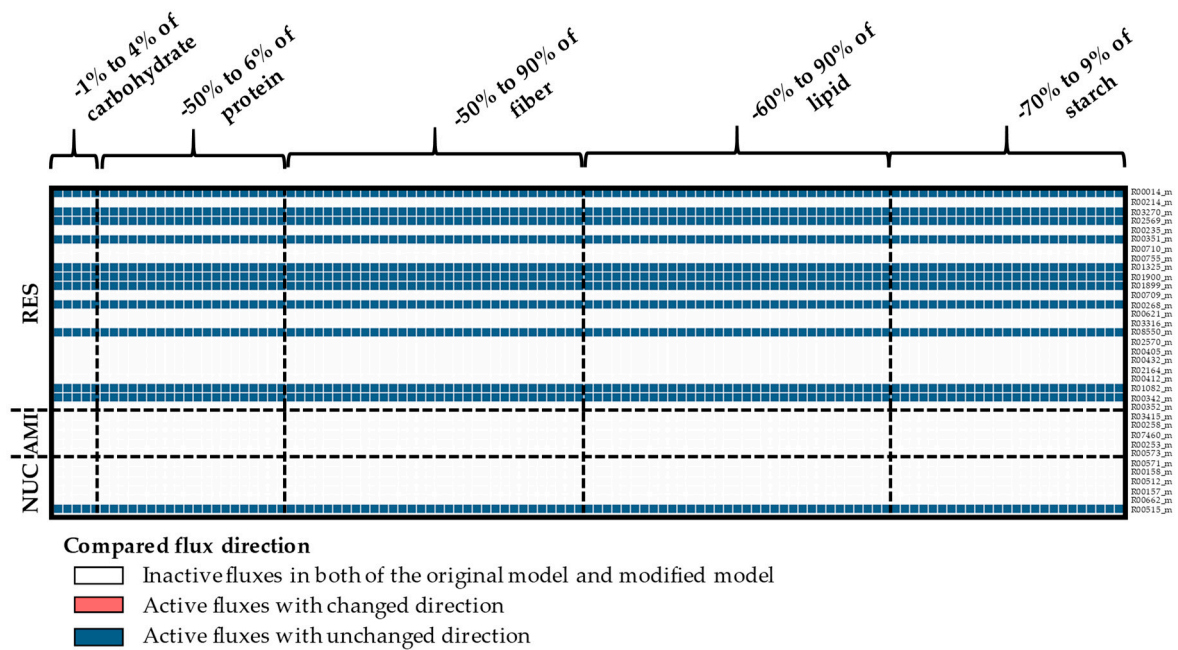 -1% to 4% of
carbohydrate
-50% to 6% of
protein
-50% to 90% of
fiber
-60% to 90% of
lipid
-70% to 9% of
starch
RES
AMI
NUC
R00014_m
R00214_m
R03270_m
R02569_m
R00235_m
R00351_m
R00710_m
R00755_m
R01325_m
R01900_m
R01899_m
R00709_m
R00268_m
R00621_m
R03316_m
R08550_m
R02570_m
R00405_m
R00432_m
R02164_m
R00412_m
R01082_m
R00342_m
R00352_m
R03415_m
R00258_m
R07460_m
R00253_m
R00573_m
R00571_m
R00158_m
R00512_m
R00157_m
R00662_m
R00515_m
Compared flux direction
Inactive fluxes in both of the original model and modified model
Active fluxes with changed direction
Active fluxes with unchanged direction